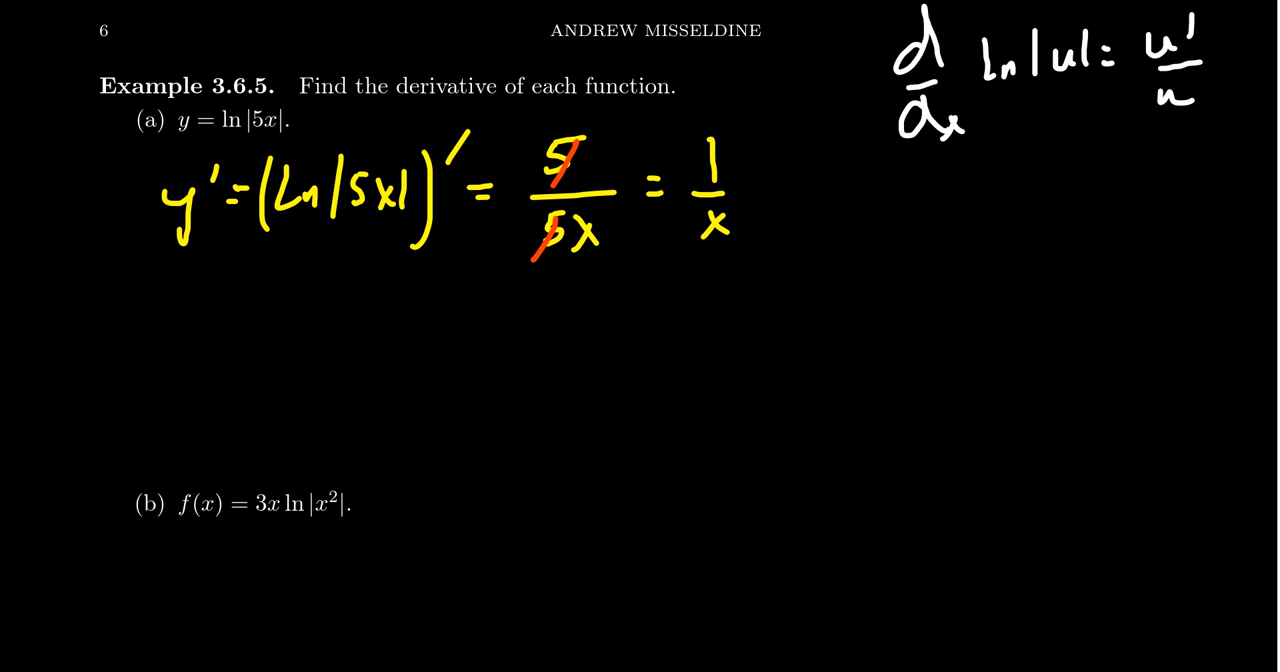 6 ANDREW MISSELDINE
d/dx ln|u| = u'/u
Example 3.6.5. Find the derivative of each function.
(a) y = ln |5x|.
y' = (ln|5x|)' = 5/5x = 1/x
(b) f(x) = 3x ln |x²|.